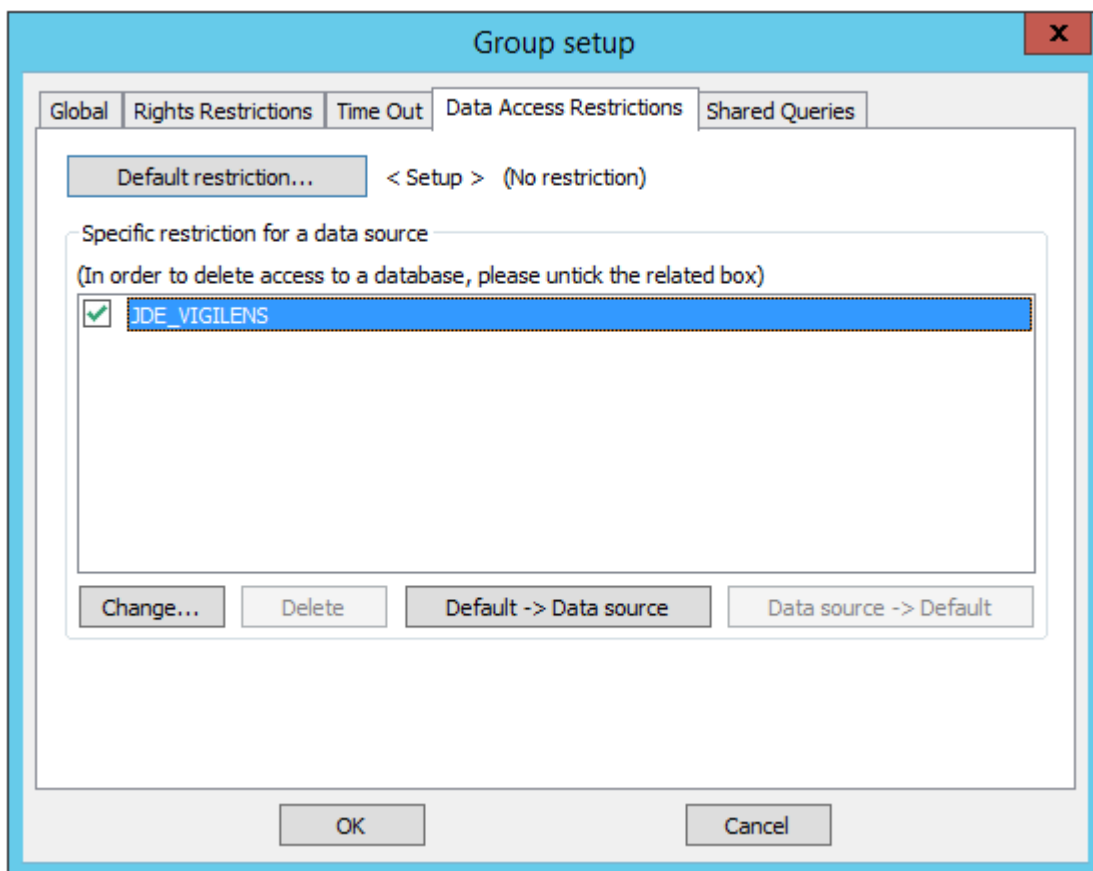 Group setup
x
Global Rights Restrictions Time Out Data Access Restrictions Shared Queries
Default restriction... < Setup > (No restriction)
Specific restriction for a data source
(In order to delete access to a database, please untick the related box)
JDE_VIGILENS
Change... Delete Default -> Data source Data source -> Default
OK Cancel